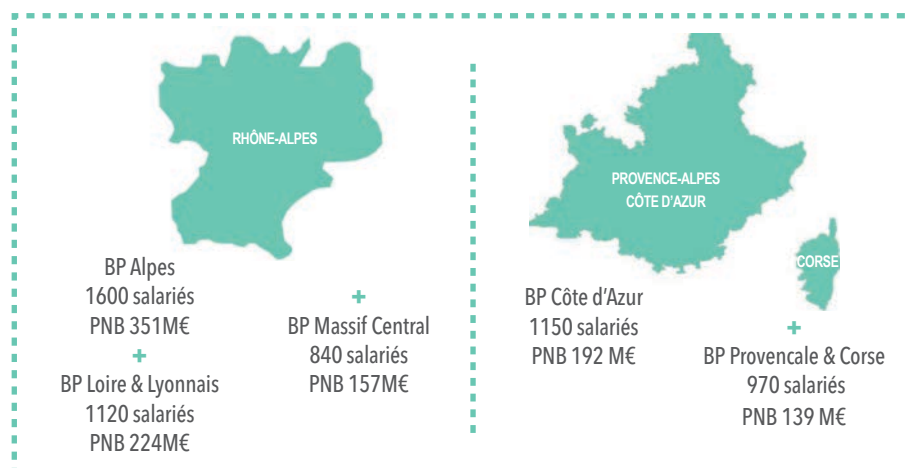 RHÔNE-ALPES
BP Alpes
1600 salariés
PNB 351M€
+
BP Loire & Lyonnais
1120 salariés
PNB 224M€
+
BP Massif Central
840 salariés
PNB 157M€
PROVENCE-ALPES
CÔTE D'AZUR
CORSE
BP Côte d'Azur
1150 salariés
PNB 192 M€
+
BP Provencale & Corse
970 salariés
PNB 139 M€